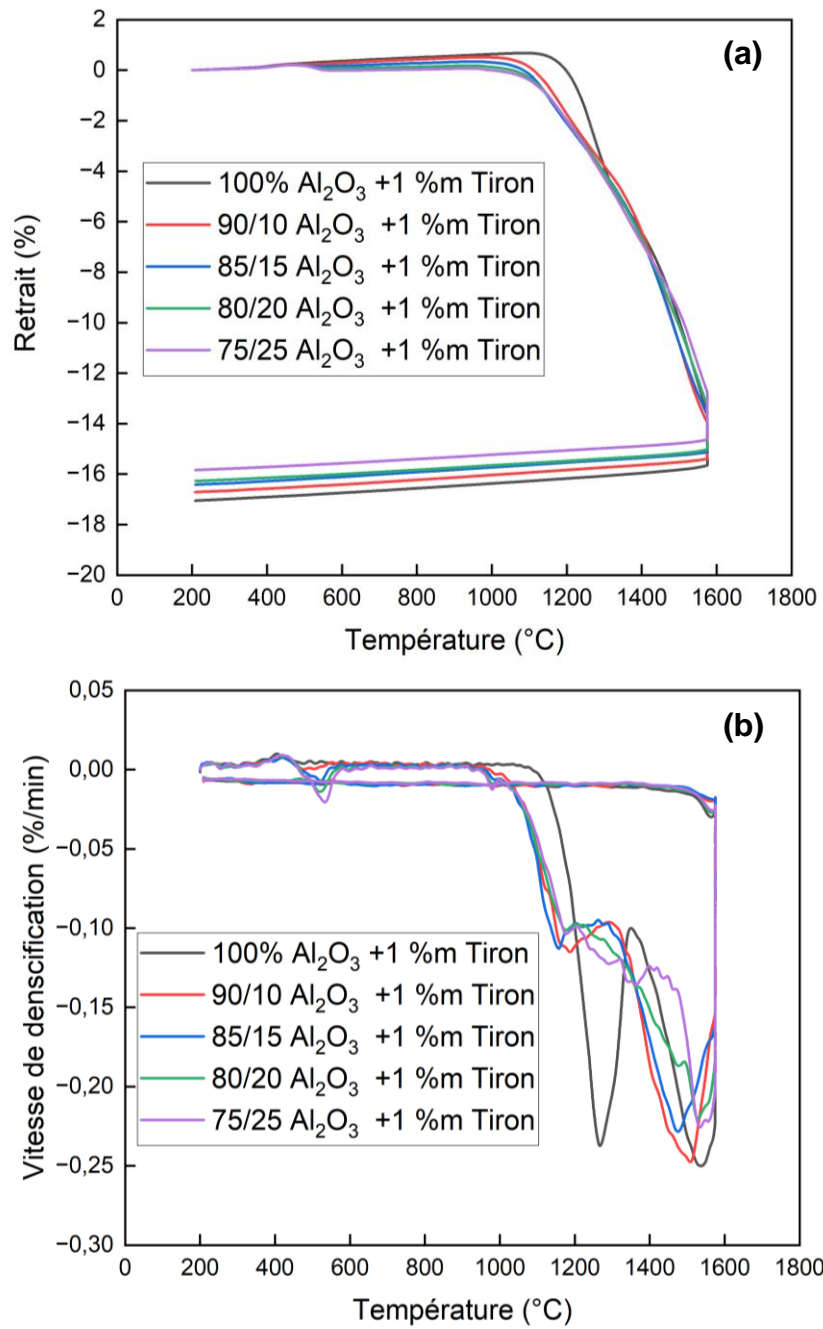 (a)
2
0
−2
−4
−6
−8
−10
−12
−14
−16
−18
−20
Retrait (%)
100% Al₂O₃ +1 %m Tiron
90/10 Al₂O₃ +1 %m Tiron
85/15 Al₂O₃ +1 %m Tiron
80/20 Al₂O₃ +1 %m Tiron
75/25 Al₂O₃ +1 %m Tiron
0 200 400 600 800 1000 1200 1400 1600 1800
Température (°C)
(b)
0,05
0,00
−0,05
−0,10
−0,15
−0,20
−0,25
−0,30
Vitesse de denscification (%/min)
100% Al₂O₃ +1 %m Tiron
90/10 Al₂O₃ +1 %m Tiron
85/15 Al₂O₃ +1 %m Tiron
80/20 Al₂O₃ +1 %m Tiron
75/25 Al₂O₃ +1 %m Tiron
0 200 400 600 800 1000 1200 1400 1600 1800
Température (°C)